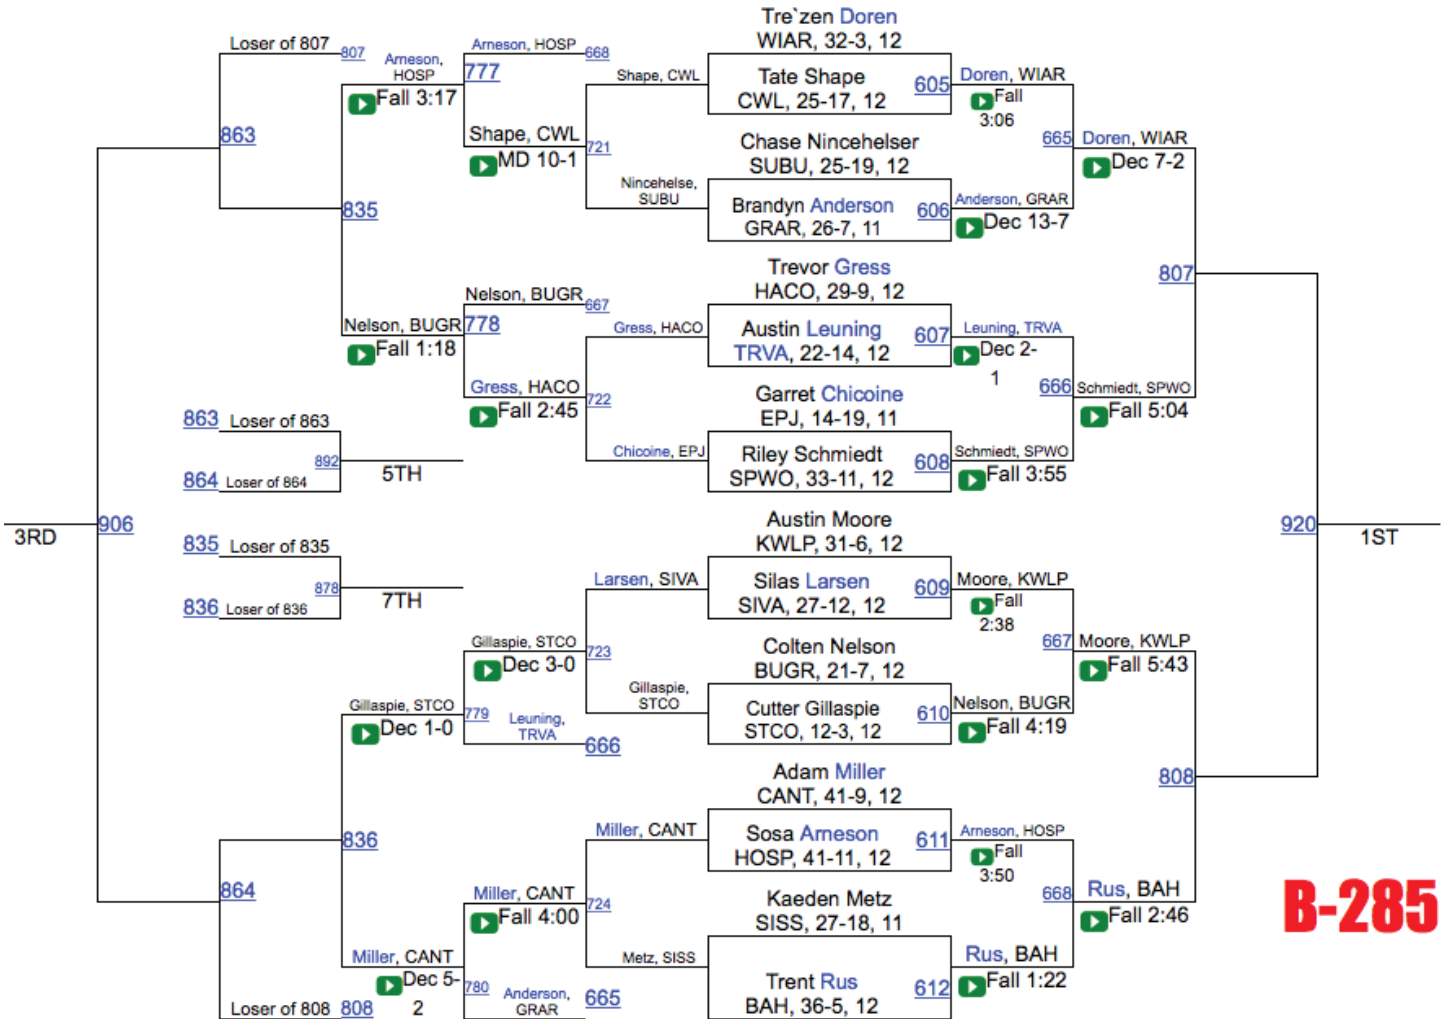 Tre`zen Doren
WIAR, 32-3, 12
Loser of 807
807
Arneson,
HOSP
Fall 3:17
Arneson, HOSP
668
777
Shape, CWL
Tate Shape
CWL, 25-17, 12
605
Doren, WIAR
Fall
3:06
863
Shape, CWL
MD 10-1
721
Chase Nincehelser
SUBU, 25-19, 12
665
Doren, WIAR
Dec 7-2
835
Nincehelse,
SUBU
Brandyn Anderson
GRAR, 26-7, 11
606
Anderson, GRAR
Dec 13-7
Trevor Gress
HACO, 29-9, 12
807
Nelson, BUGR
667
Nelson, BUGR
778
Fall 1:18
Gress, HACO
Austin Leuning
TRVA, 22-14, 12
607
Leuning, TRVA
Dec 2-
1
Gress, HACO
Fall 2:45
722
Garret Chicoine
EPJ, 14-19, 11
666
Schmiedt, SPWO
Fall 5:04
863
Loser of 863
892
5TH
864
Loser of 864
Chicoine, EPJ
Riley Schmiedt
SPWO, 33-11, 12
608
Schmiedt, SPWO
Fall 3:55
3RD
906
Austin Moore
KWLP, 31-6, 12
920
1ST
835
Loser of 835
878
7TH
836
Loser of 836
Larsen, SIVA
Silas Larsen
SIVA, 27-12, 12
609
Moore, KWLP
Fall
2:38
Gillaspie, STCO
Dec 3-0
723
Colten Nelson
BUGR, 21-7, 12
667
Moore, KWLP
Fall 5:43
Gillaspie, STCO
Dec 1-0
779
Leuning,
TRVA
666
Gillaspie,
STCO
Cutter Gillaspie
STCO, 12-3, 12
610
Nelson, BUGR
Fall 4:19
Adam Miller
CANT, 41-9, 12
808
836
Miller, CANT
Sosa Arneson
HOSP, 41-11, 12
611
Arneson, HOSP
Fall
3:50
864
Miller, CANT
Fall 4:00
724
Kaeden Metz
SISS, 27-18, 11
668
Rus, BAH
Fall 2:46
B-285
Miller, CANT
Dec 5-
2
780
Anderson,
GRAR
665
Metz, SISS
Trent Rus
BAH, 36-5, 12
612
Rus, BAH
Fall 1:22
Loser of 808
808